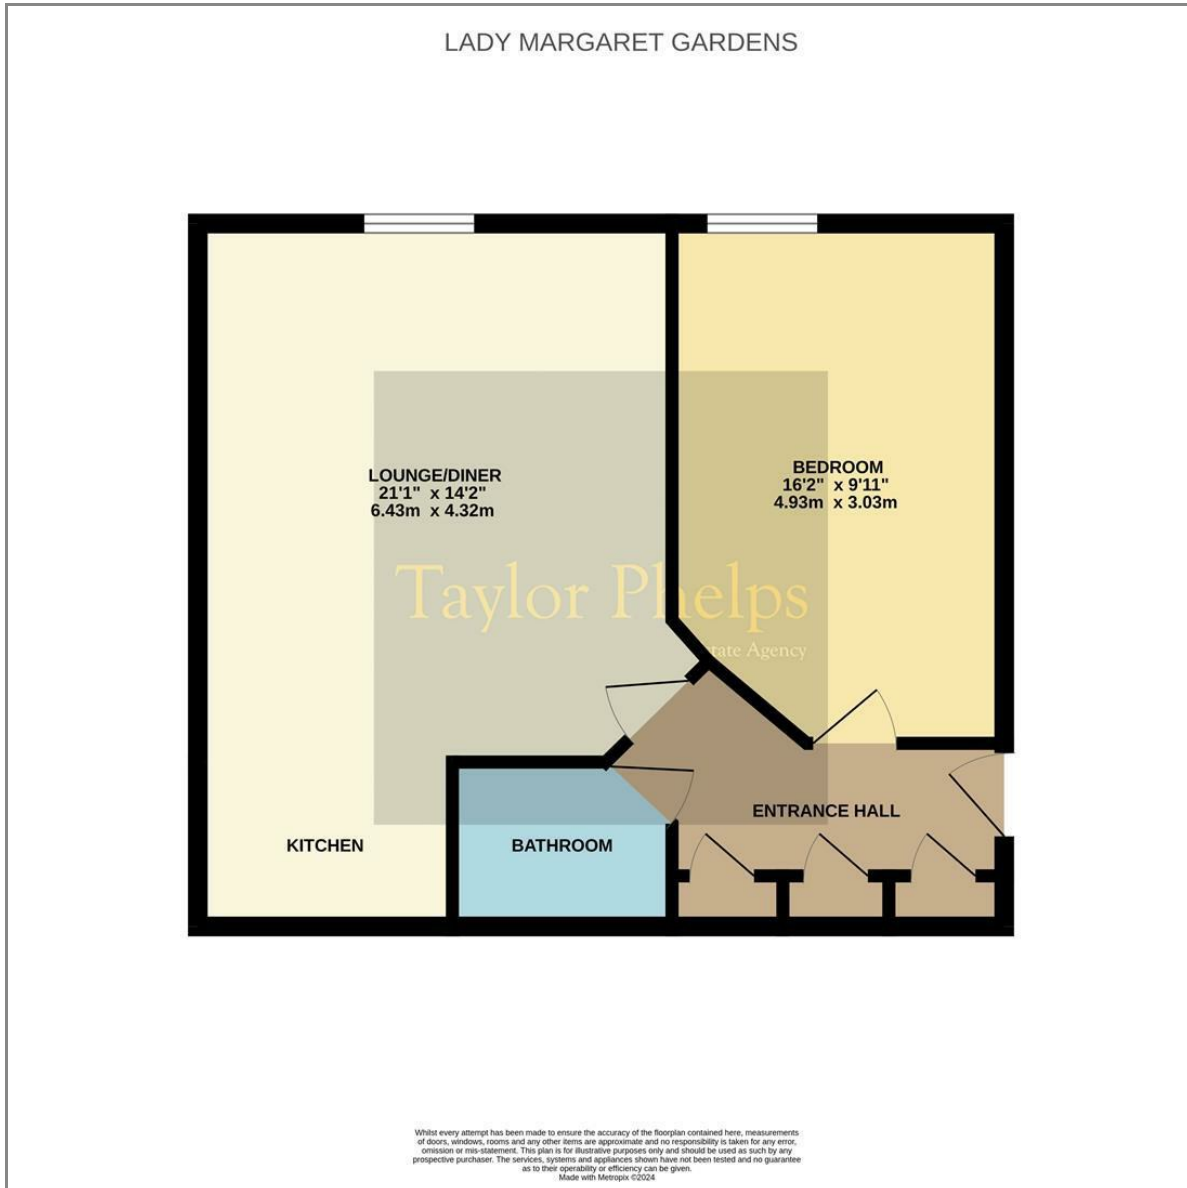 LADY MARGARET GARDENS
LOUNGE/DINER
21'1" x 14'2"
6.43m x 4.32m
BEDROOM
16'2" x 9'11"
4.93m x 3.03m
Taylor Phelps
Estate Agency
ENTRANCE HALL
KITCHEN
BATHROOM
Whilst every attempt has been made to ensure the accuracy of the floorplan contained here, measurements
of doors, windows, rooms and any other items are approximate and no responsibility is taken for any error,
omission or mis-statement. This plan is for illustrative purposes only and should be used as such by any
prospective purchaser. The services, systems and appliances shown have not been tested and no guarantee
as to their operability or efficiency can be given.
Made with Metropix ©2024